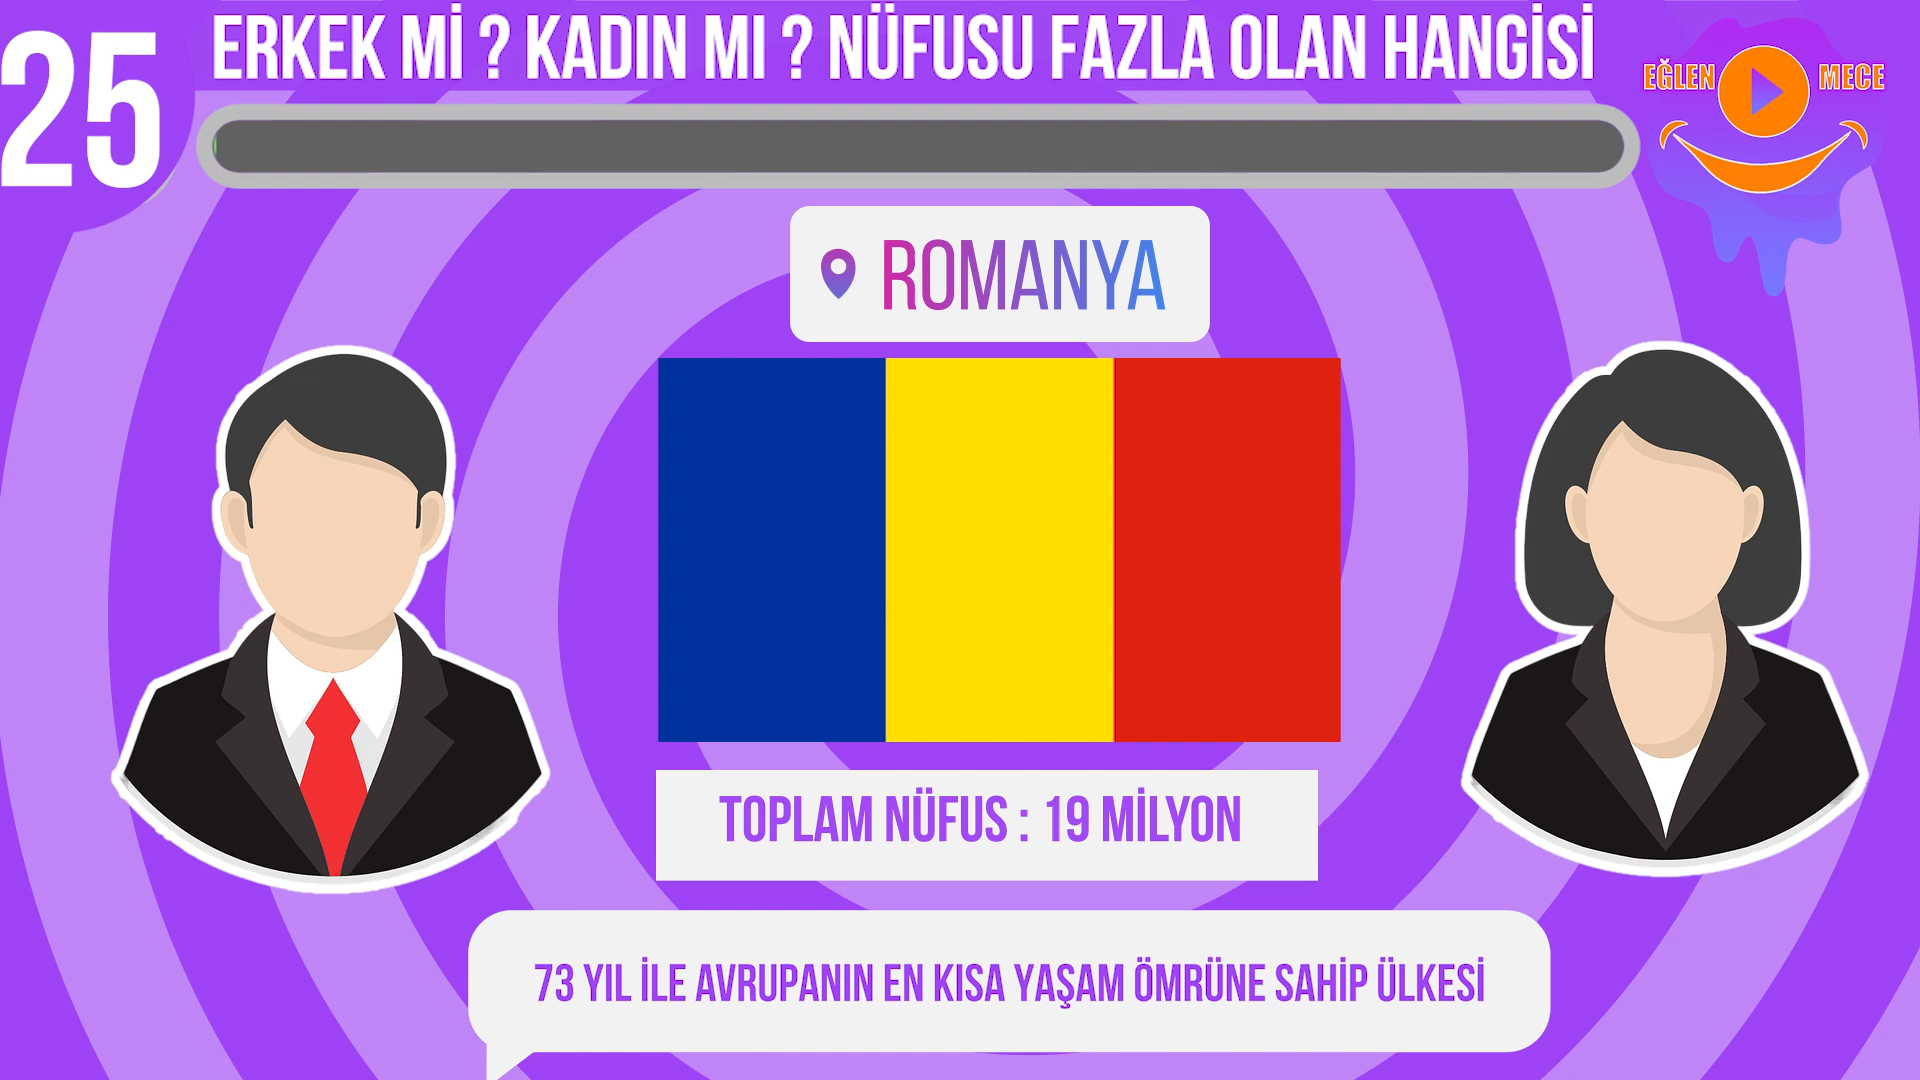 25
ERKEK Mİ ? KADIN MI ? NÜFUSU FAZLA OLAN HANGİSİ
EĞLEN MECE
ROMANYA
TOPLAM NÜFUS : 19 MİLYON
73 YIL İLE AVRUPANIN EN KISA YAŞAM ÖMRÜNE SAHİP ÜLKESİ